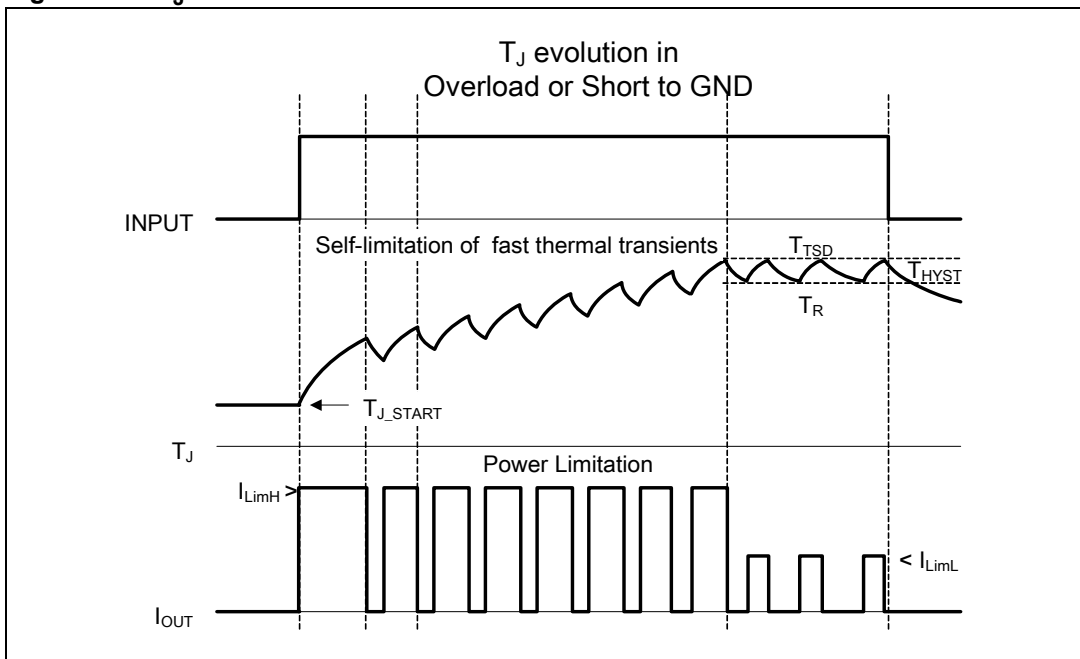 T_J evolution in
Overload or Short to GND
INPUT
Self-limitation of fast thermal transients
T_TSD
T_HYST
T_R
T_J_START
T_J
Power Limitation
I_LimH >
< I_LimL
I_OUT